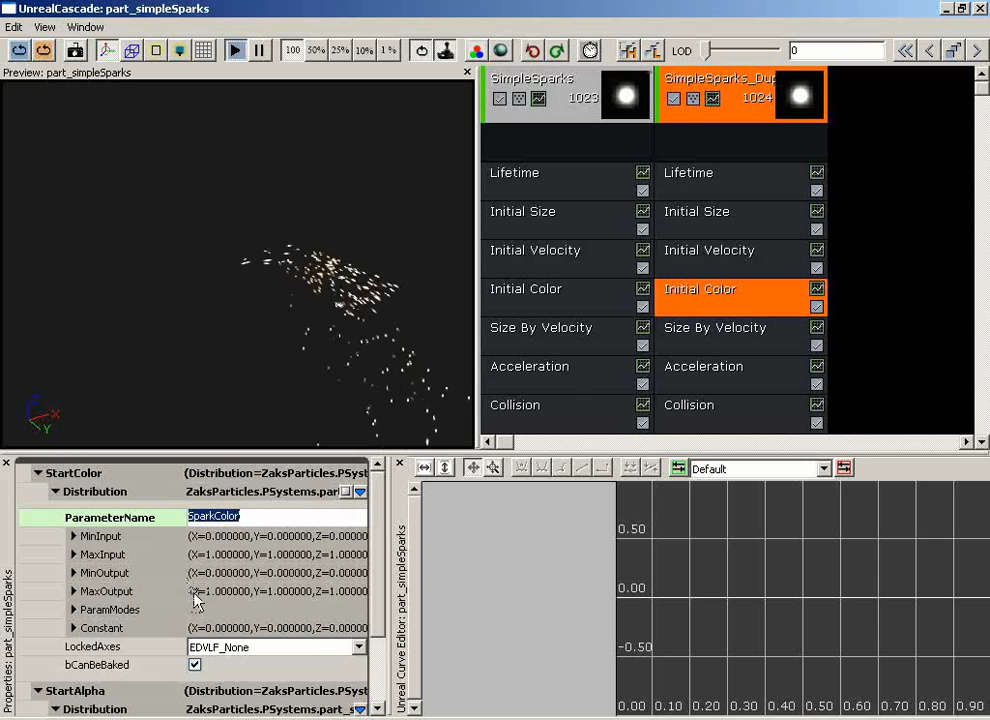 UnrealCascade: part_simpleSparks
Edit View Window
100 50% 25% 10% 1 % LOD 0
Preview: part_simpleSparks
SimpleSparks SimpleSparks_Dup
1023 1024
Lifetime Lifetime
Initial Size Initial Size
Initial Velocity Initial Velocity
Initial Color Initial Color
Size By Velocity Size By Velocity
Acceleration Acceleration
Collision Collision
Z
X
Y
StartColor (Distribution=ZaksParticles.PSyst
Distribution ZaksParticles.PSystems.par
ParameterName SparkColor
MinInput (X=0.000000,Y=0.000000,Z=0.00000
MaxInput (X=1.000000,Y=1.000000,Z=1.00000
MinOutput (X=0.000000,Y=0.000000,Z=0.00000
MaxOutput X=1.000000,Y=1.000000,Z=1.00000
ParamModes
Constant (X=0.000000,Y=0.000000,Z=0.00000
LockedAxes EDVLF_None
bCanBeBaked
StartAlpha (Distribution=ZaksParticles.PSyst
Distribution ZaksParticles.PSystems.part_s
Properties: part_simpleSparks
Default
Unreal Curve Editor: part_simpleSparks
0.50
0.00
-0.50
0.00 0.10 0.20 0.30 0.40 0.50 0.60 0.70 0.80 0.90